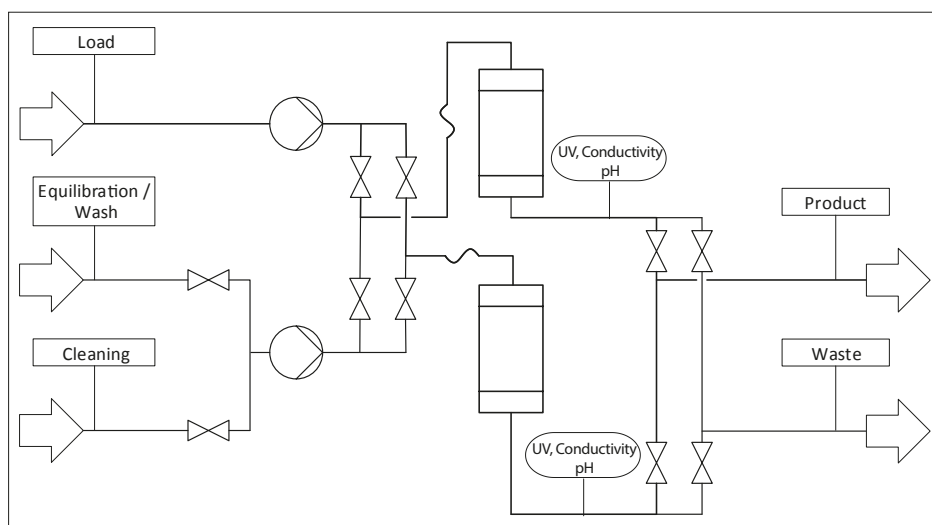 Load
UV, Conductivity
pH
Equilibration /
Wash
Product
Cleaning
Waste
UV, Conductivity
pH